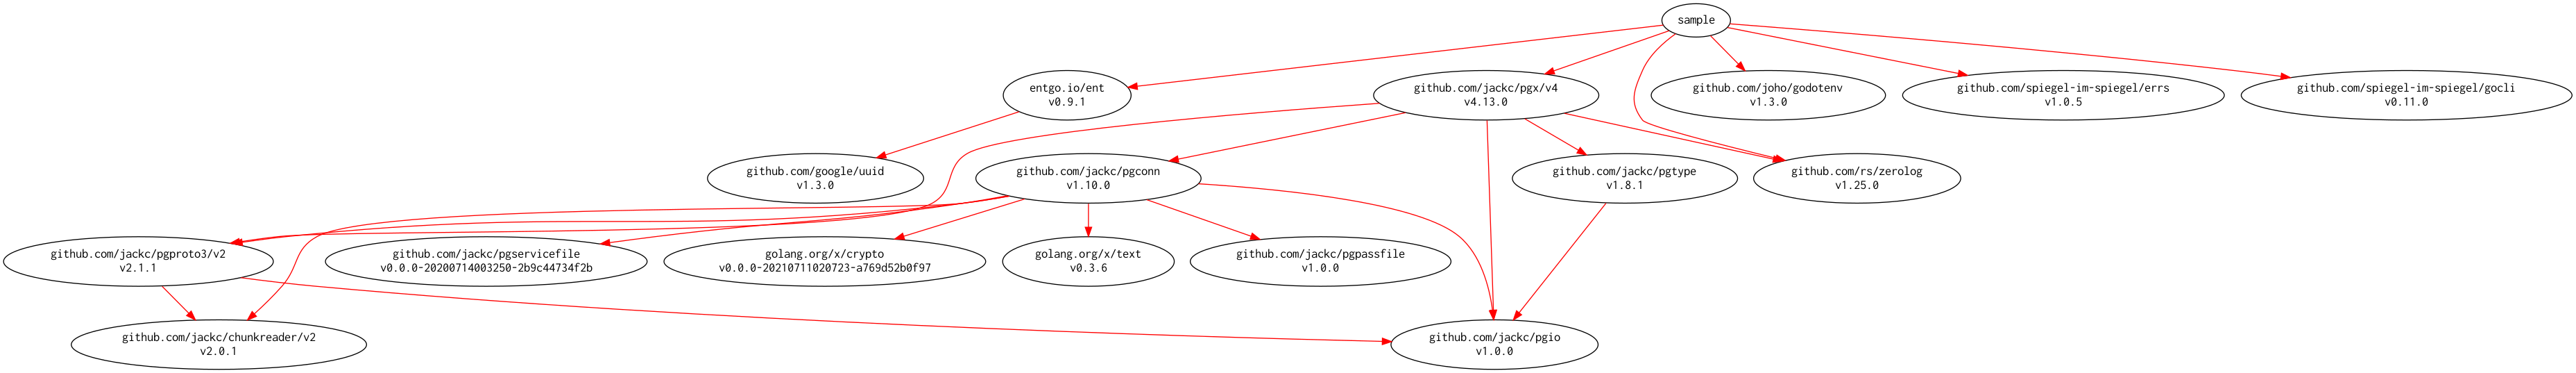 sample
entgo.io/ent
v0.9.1
github.com/jackc/pgx/v4
v4.13.0
github.com/joho/godotenv
v1.3.0
github.com/spiegel-im-spiegel/errs
v1.0.5
github.com/spiegel-im-spiegel/gocli
v0.11.0
github.com/google/uuid
v1.3.0
github.com/jackc/pgconn
v1.10.0
github.com/jackc/pgtype
v1.8.1
github.com/rs/zerolog
v1.25.0
github.com/jackc/pgproto3/v2
v2.1.1
github.com/jackc/pgservicefile
v0.0.0-20200714003250-2b9c44734f2b
golang.org/x/crypto
v0.0.0-20210711020723-a769d52b0f97
golang.org/x/text
v0.3.6
github.com/jackc/pgpassfile
v1.0.0
github.com/jackc/chunkreader/v2
v2.0.1
github.com/jackc/pgio
v1.0.0